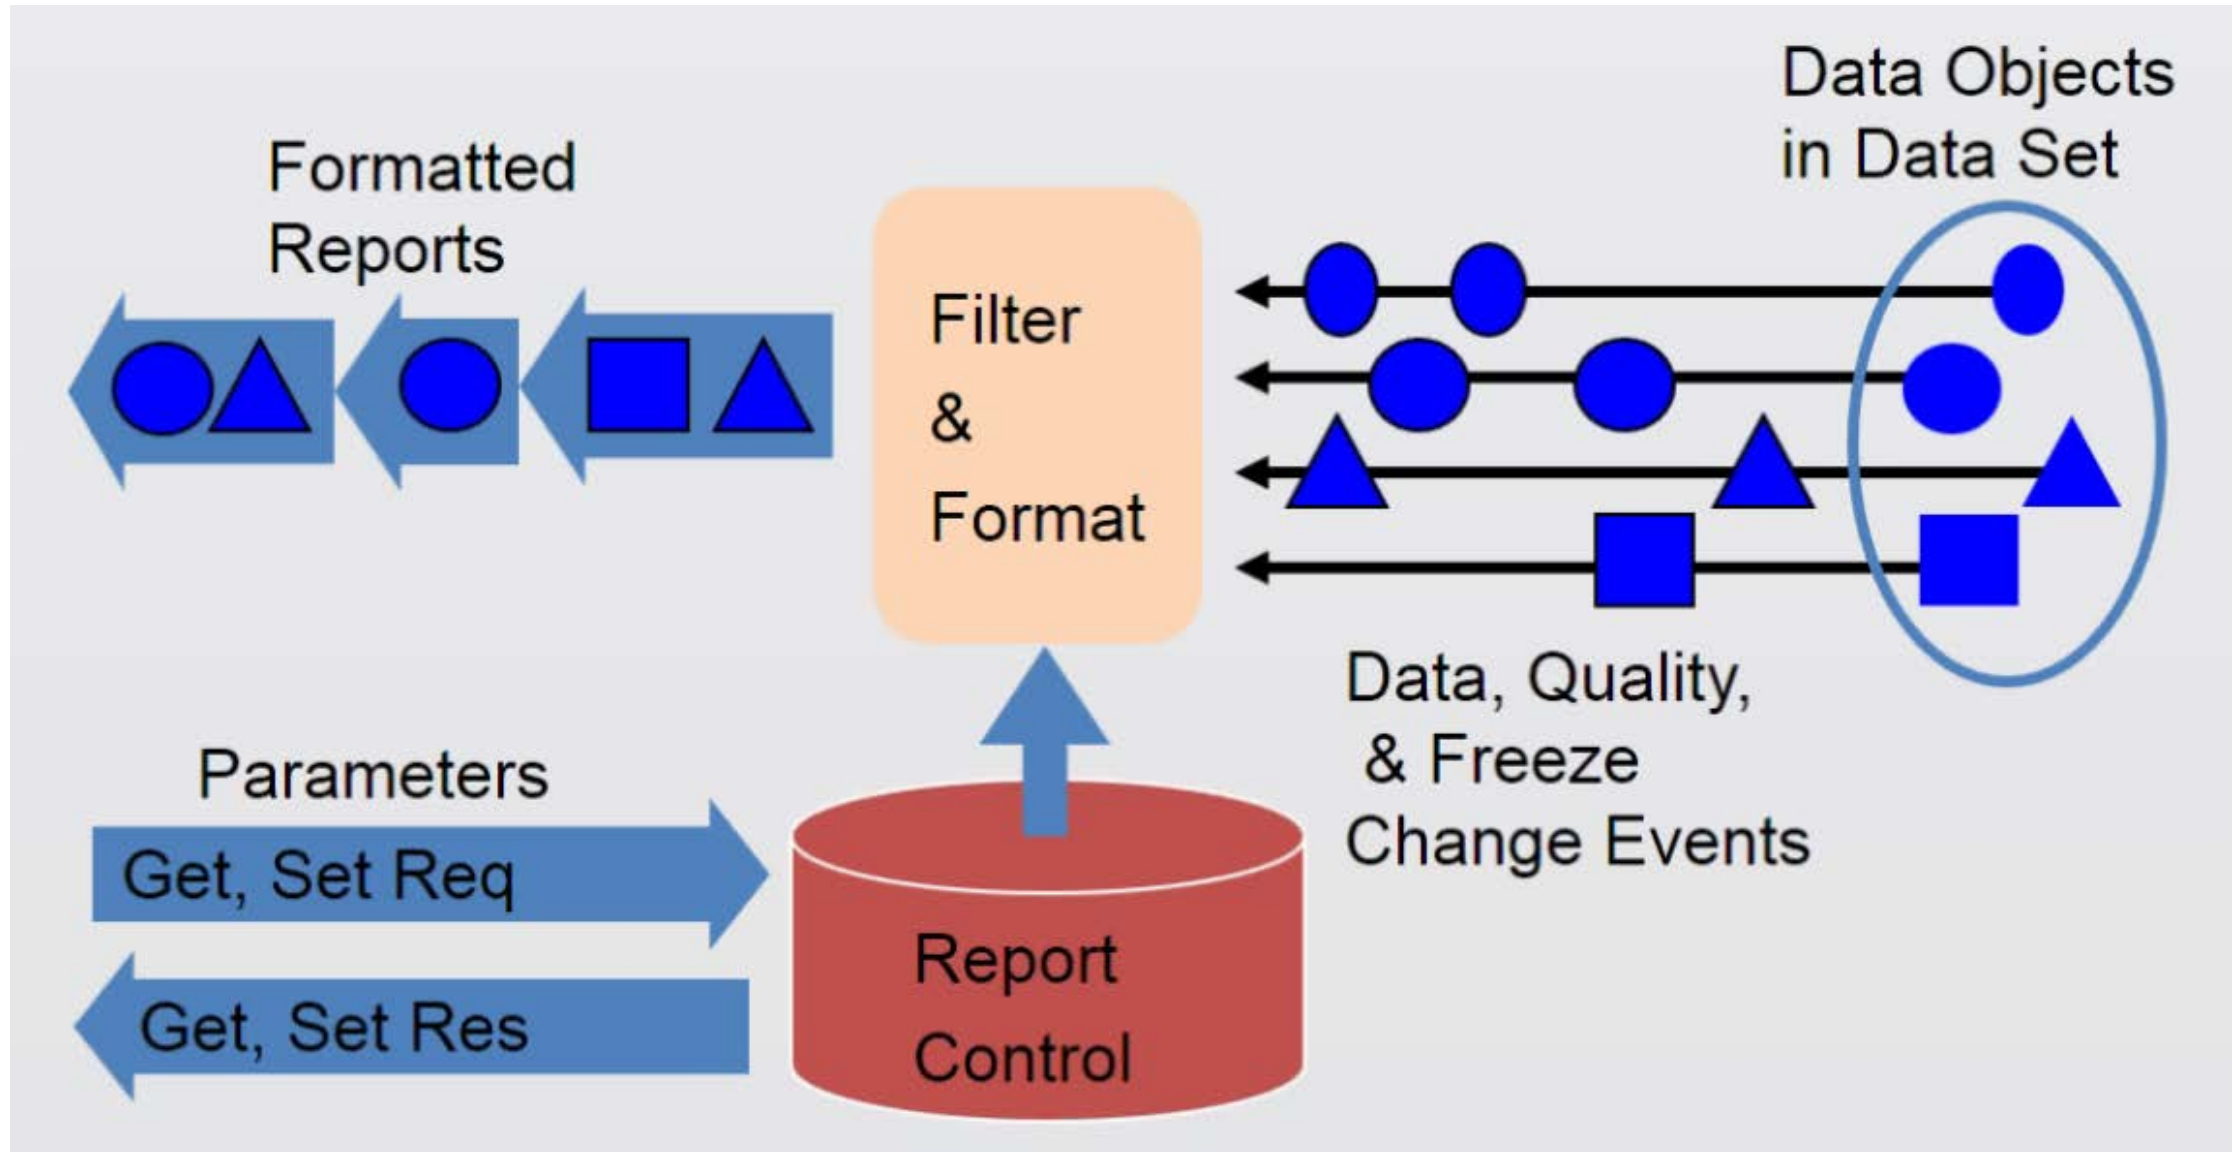 Data Objects
in Data Set
Formatted
Reports
Filter
&
Format
Data, Quality,
& Freeze
Change Events
Parameters
Get, Set Req
Get, Set Res
Report
Control